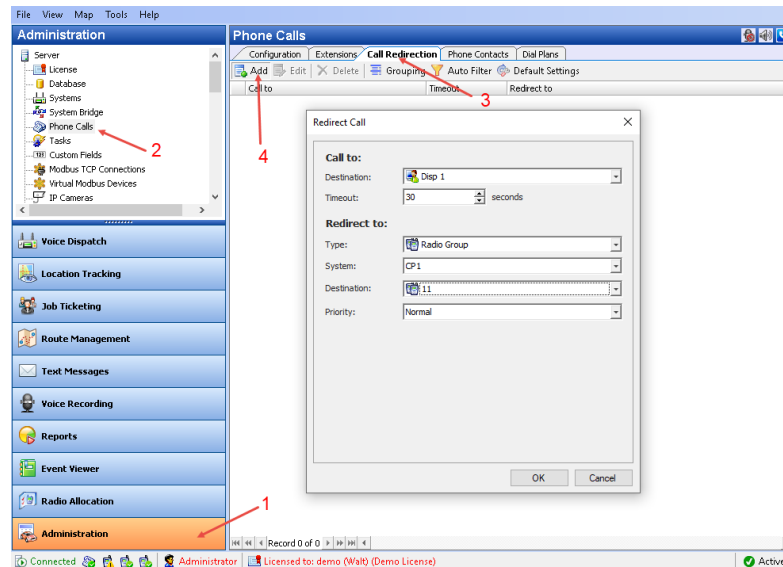 File View Map Tools Help
Administration
Server
License
Database
Systems
System Bridge
Phone Calls
Tasks
Custom Fields
Modbus TCP Connections
Virtual Modbus Devices
IP Cameras
2
Voice Dispatch
Location Tracking
Job Ticketing
Route Management
Text Messages
Voice Recording
Reports
Event Viewer
Radio Allocation
Administration
1
Phone Calls
Configuration Extensions Call Redirection Phone Contacts Dial Plans
Add Edit Delete Grouping Auto Filter Default Settings
Call to Timeout Redirect to
3
4
Redirect Call
Call to:
Destination: Disp 1
Timeout: 30 seconds
Redirect to:
Type: Radio Group
System: CP1
Destination: 11
Priority: Normal
OK Cancel
Record 0 of 0
Connected Administrator Licensed to: demo (Walt) (Demo License)